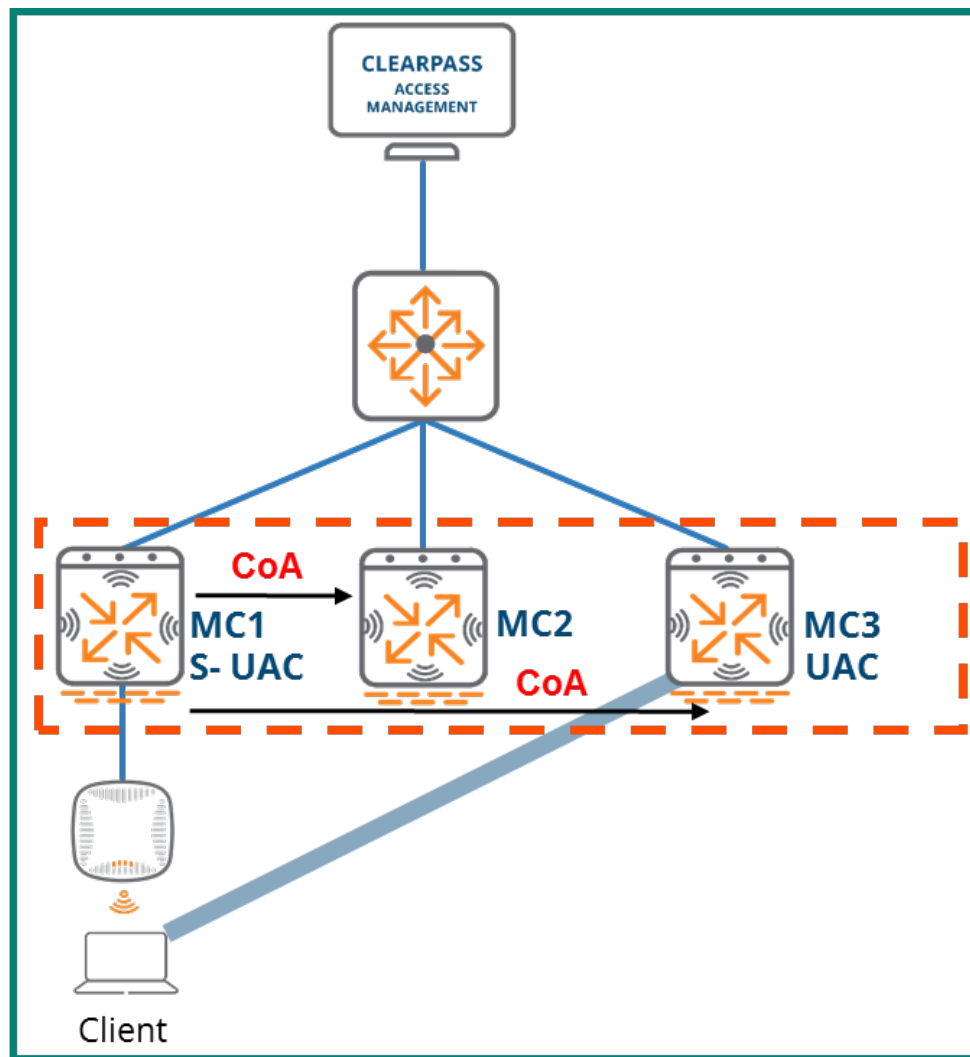 CLEARPASS
ACCESS
MANAGEMENT
CoA
MC1
S- UAC
MC2
MC3
UAC
CoA
Client